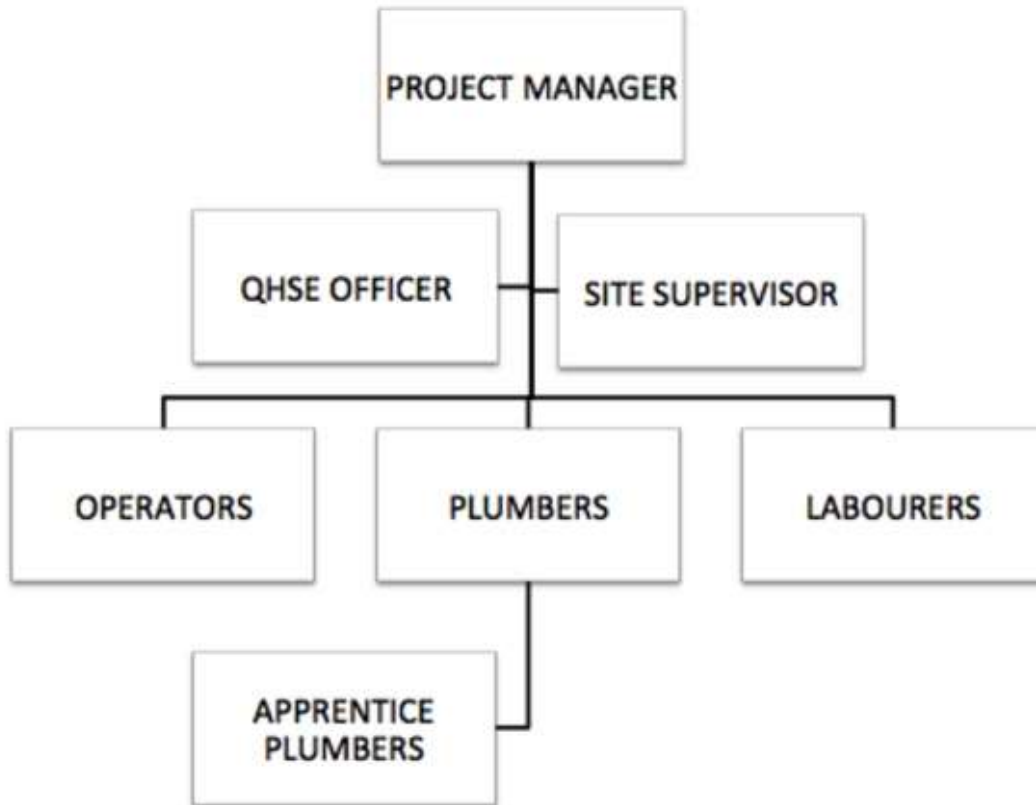 PROJECT MANAGER
QHSE OFFICER
SITE SUPERVISOR
OPERATORS
PLUMBERS
LABOURERS
APPRENTICE
PLUMBERS